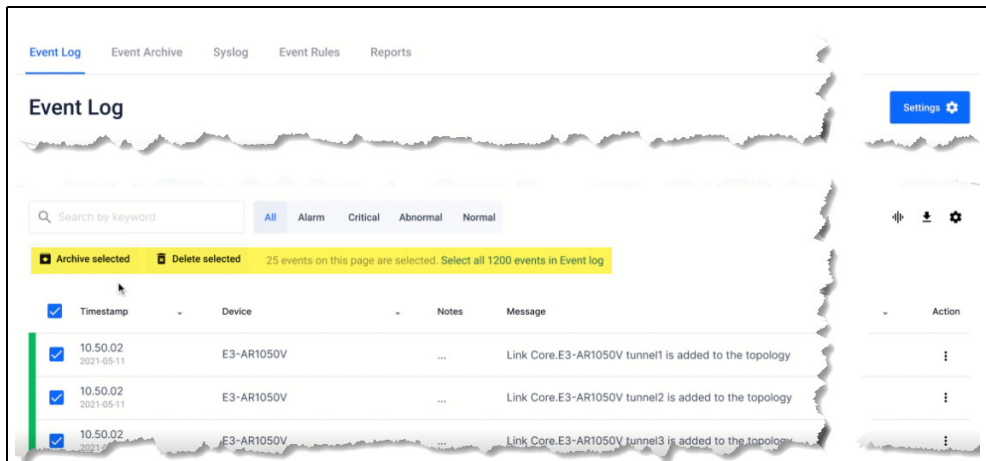 Event Log Event Archive Syslog Event Rules Reports
Event Log Settings
Search by keyword All Alarm Critical Abnormal Normal
Archive selected Delete selected 25 events on this page are selected. Select all 1200 events in Event log
Timestamp Device Notes Message Action
10.50.02 E3-AR1050V ... Link Core.E3-AR1050V tunnel1 is added to the topology
2021-05-11
10.50.02 E3-AR1050V ... Link Core.E3-AR1050V tunnel2 is added to the topology
2021-05-11
10.50.02 E3-AR1050V Link Core.E3-AR1050V tunnel3 is added to the topology